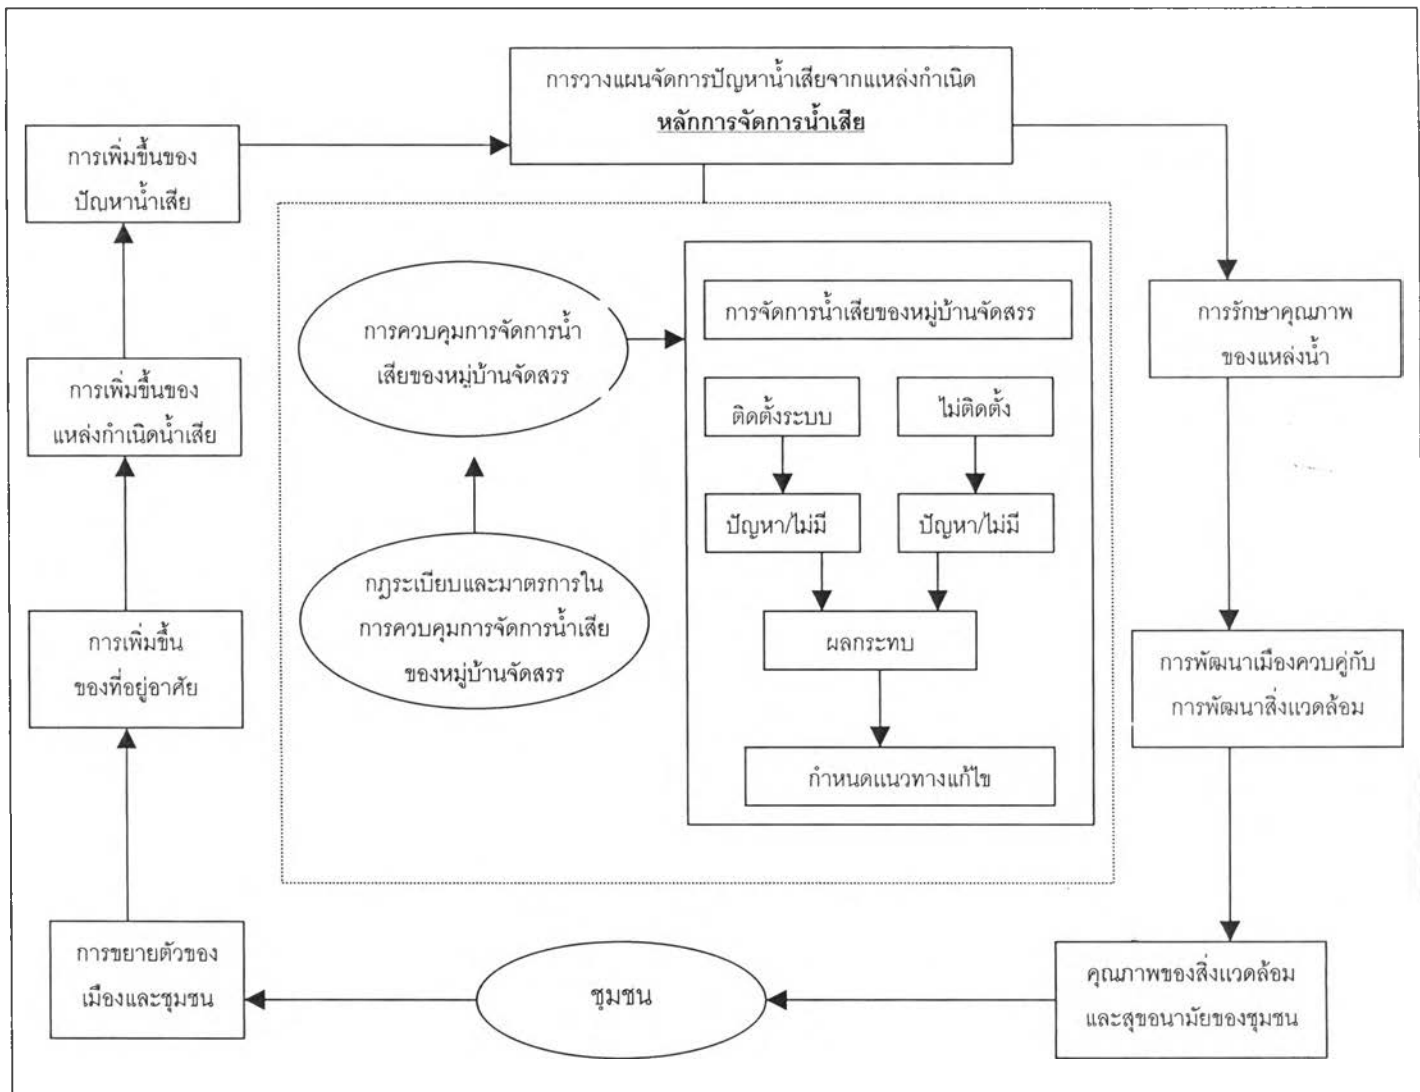 การวางแผนจัดการปัญหาน้ำเสียจากแหล่งกำเนิด
หลักการจัดการน้ำเสีย
การเพิ่มขึ้นของ
ปัญหาน้ำเสีย
การเพิ่มขึ้นของ
แหล่งกำเนิดน้ำเสีย
การเพิ่มขึ้น
ของที่อยู่อาศัย
การขยายตัวของ
เมืองและชุมชน
การควบคุมการจัดการน้ำ
เสียของหมู่บ้านจัดสรร
กฎระเบียบและมาตรการใน
การควบคุมการจัดการน้ำเสีย
ของหมู่บ้านจัดสรร
การจัดการน้ำเสียของหมู่บ้านจัดสรร
ติดตั้งระบบ
ไม่ติดตั้ง
ปัญหา/ไม่มี
ปัญหา/ไม่มี
ผลกระทบ
กำหนดแนวทางแก้ไข
การรักษาคุณภาพ
ของแหล่งน้ำ
การพัฒนาเมืองควบคู่กับ
การพัฒนาสิ่งแวดล้อม
คุณภาพของสิ่งแวดล้อม
และสุขอนามัยของชุมชน
ชุมชน